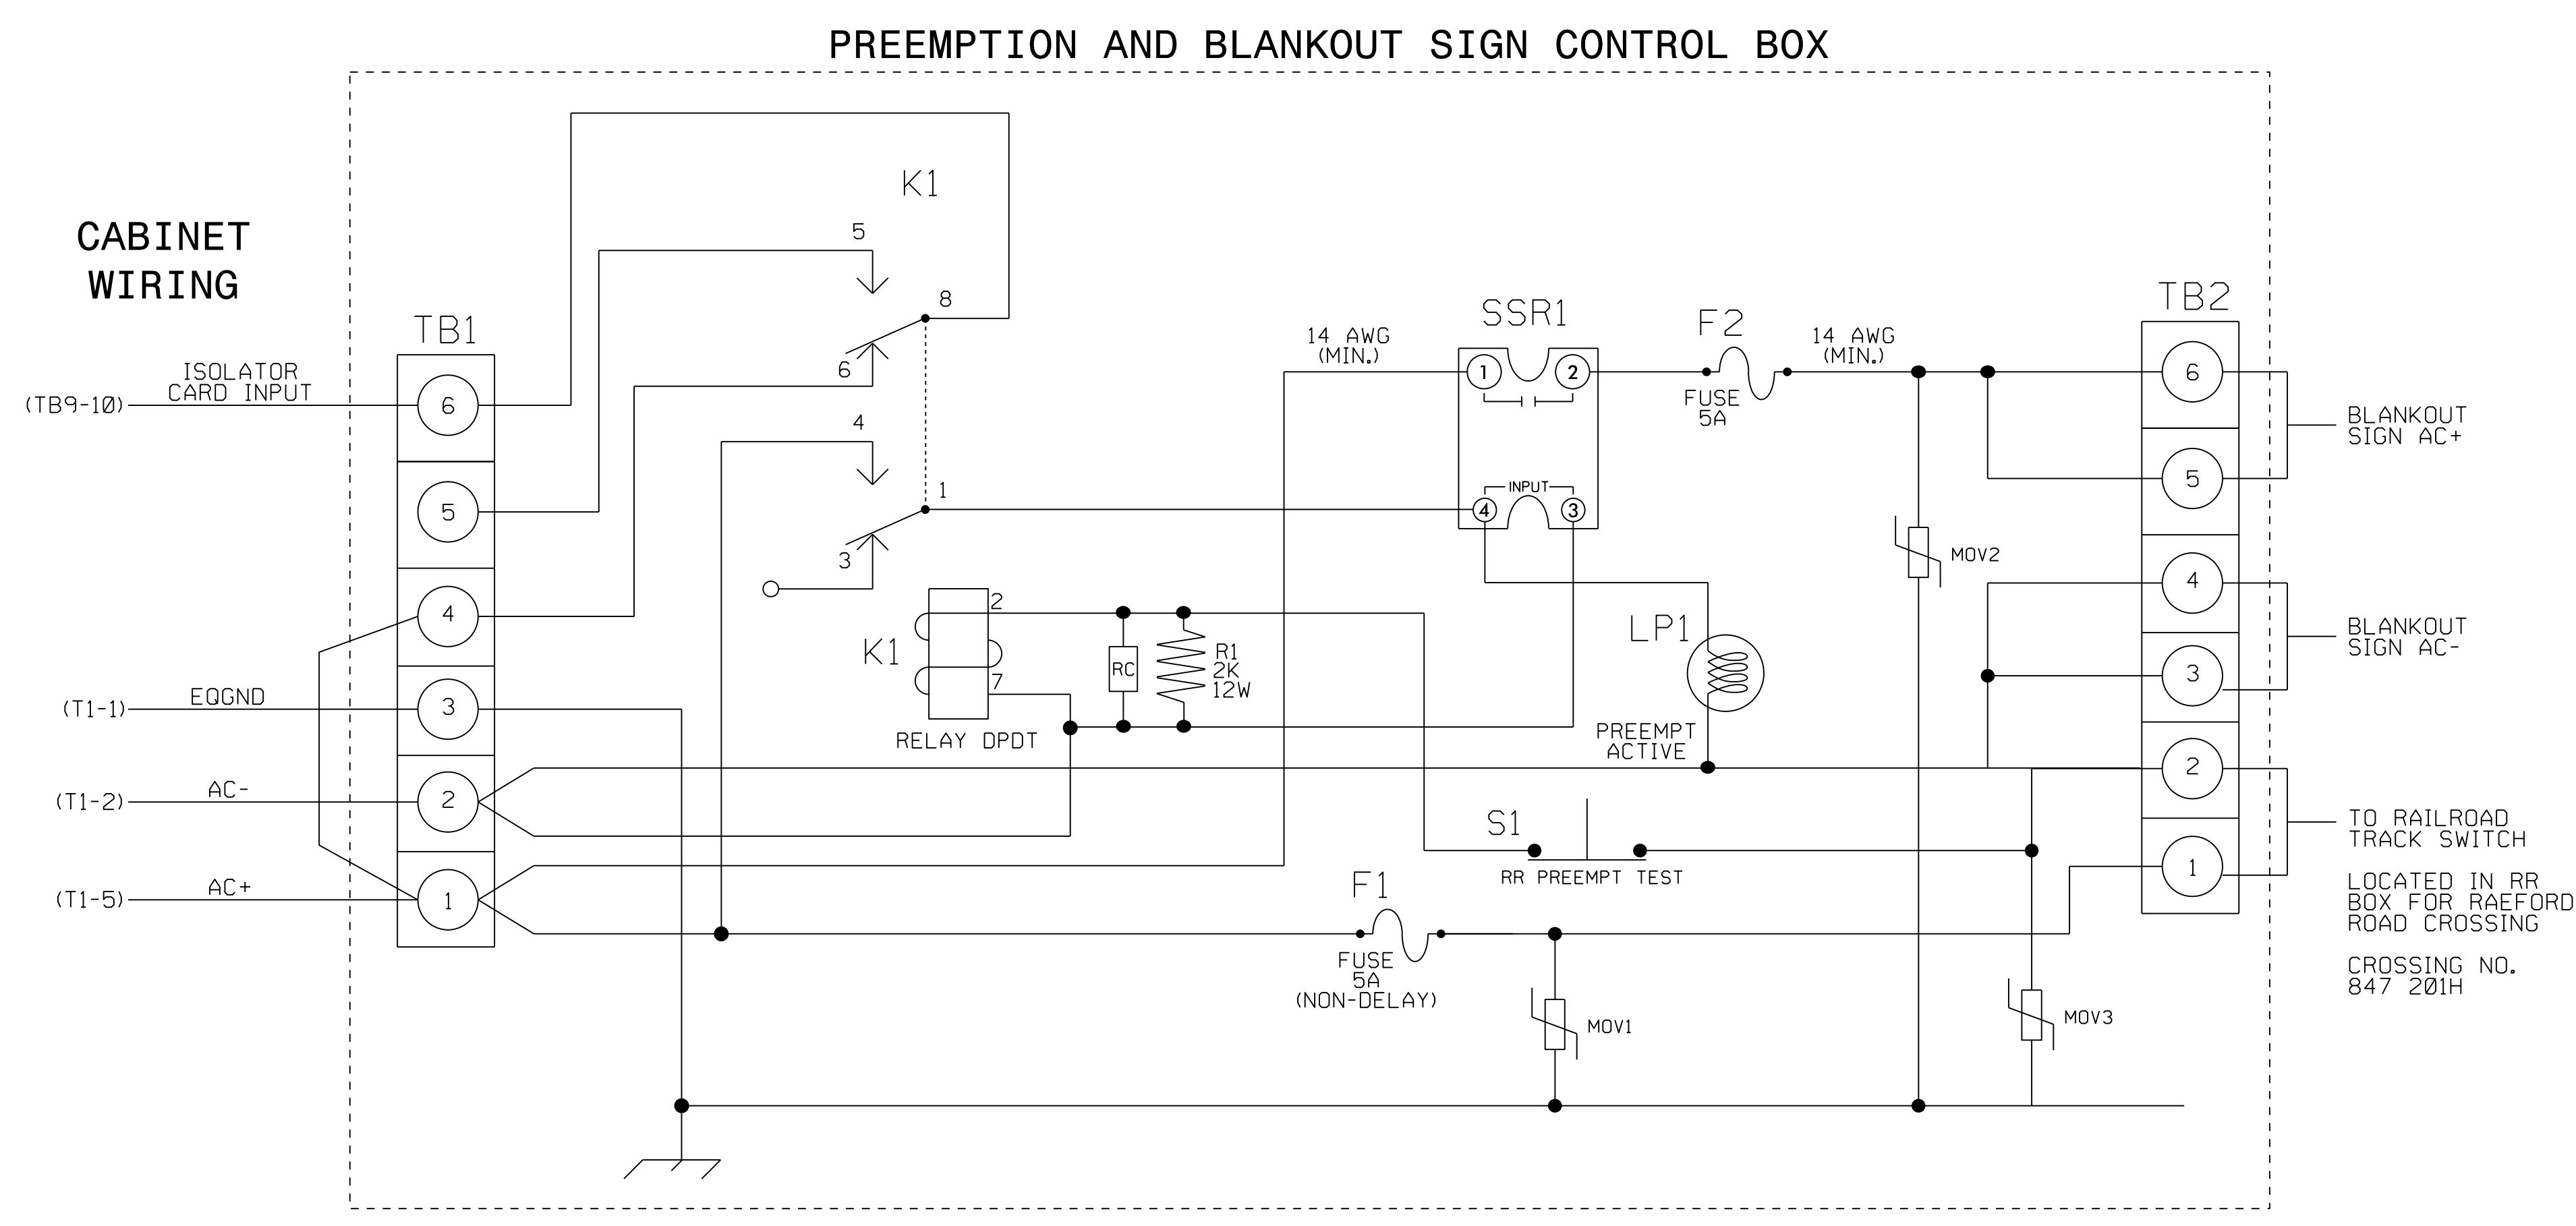 PREEMPTION AND BLANKOUT SIGN CONTROL BOX
CABINET
WIRING
K1
5
8
6
4
1
3
TB1
6
5
4
3
2
1
ISOLATOR
CARD INPUT
(TB9-10)
EQGND
(T1-1)
AC-
(T1-2)
AC+
(T1-5)
K1
2
7
RELAY DPDT
RC
R1
2K
12W
14 AWG
(MIN.)
SSR1
1
2
INPUT
4
3
F2
FUSE
5A
14 AWG
(MIN.)
LP1
PREEMPT
ACTIVE
S1
RR PREEMPT TEST
F1
FUSE
5A
(NON-DELAY)
MOV1
MOV2
MOV3
TB2
6
5
4
3
2
1
BLANKOUT
SIGN AC+
BLANKOUT
SIGN AC-
TO RAILROAD
TRACK SWITCH
LOCATED IN RR
BOX FOR RAEFORD
ROAD CROSSING
CROSSING NO.
847 201H